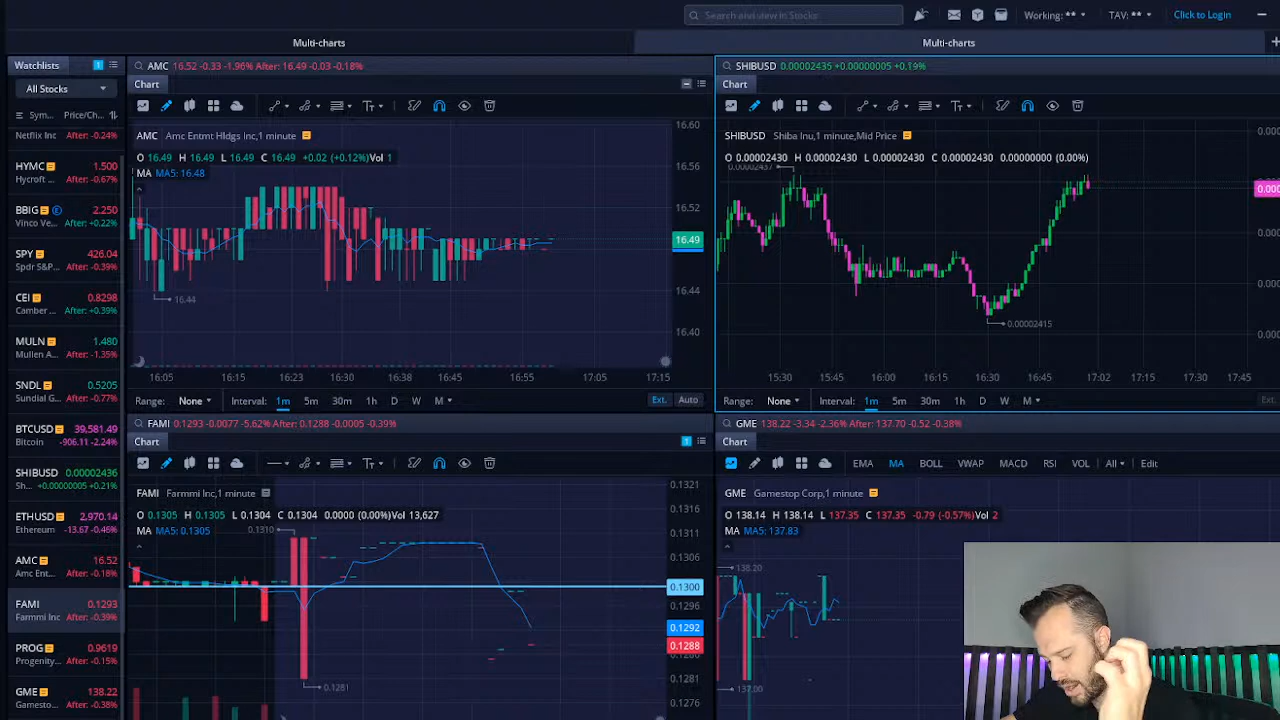 Search and view in Stocks
Working: **
TAV: **
Click to Login
Multi-charts
Multi-charts
Watchlists 1
All Stocks
Sym... Price/Ch...
Netflix Inc After: -0.24%
HYMC 1.500
Hycroft ... After: -0.67%
BBIG E 2.250
Vinco Ve... After: +0.22%
SPY 426.04
Spdr S&P... After: -0.39%
CEI 0.8298
Camber ... After: +0.39%
MULN 1.480
Mullen A... After: -1.35%
SNDL 0.5205
Sundial G... After: -0.77%
BTCUSD 39,581.49
Bitcoin -906.11 -2.24%
SHIBUSD 0.00002436
Sh... +0.00000005 +0.21%
ETHUSD 2,970.14
Ethereum -13.67 -0.46%
AMC 16.52
Amc Ent... After: -0.18%
FAMI 0.1293
Farmmi Inc After: -0.39%
PROG 0.9619
Progenity... After: -0.15%
GME 138.22
Gamesto... After: -0.38%
AMC 16.52 -0.33 -1.96% After: 16.49 -0.03 -0.18%
Chart
AMC Amc Entmt Hldgs Inc,1 minute
O 16.49 H 16.49 L 16.49 C 16.49 +0.02 (+0.12%) Vol 1
MA MA5: 16.48
16.60
16.56
16.52
16.49
16.44
16.40
16.44
16:05 16:15 16:23 16:30 16:38 16:45 16:55 17:05 17:15
Range: None Interval: 1m 5m 30m 1h D W M Ext. Auto
SHIBUSD 0.00002435 +0.00000005 +0.19%
Chart
SHIBUSD Shiba Inu,1 minute,Mid Price
O 0.00002430 H 0.00002430 L 0.00002430 C 0.00002430 0.00000000 (0.00%)
0.00002437
0.00002415
15:30 15:45 16:00 16:15 16:30 16:45 17:02 17:15 17:30 17:45
Range: None Interval: 1m 5m 30m 1h D W M Ext.
FAMI 0.1293 -0.0077 -5.62% After: 0.1288 -0.0005 -0.39%
Chart 1
FAMI Farmmi Inc,1 minute
O 0.1305 H 0.1305 L 0.1304 C 0.1304 0.0000 (0.00%) Vol 13,627
MA MA5: 0.1305
0.1310
0.1281
0.1321
0.1316
0.1311
0.1306
0.1300
0.1296
0.1292
0.1288
0.1281
0.1276
GME 138.22 -3.34 -2.36% After: 137.70 -0.52 -0.38%
Chart
EMA MA BOLL VWAP MACD RSI VOL All Edit
GME Gamestop Corp,1 minute
O 138.14 H 138.14 L 137.35 C 137.35 -0.79 (-0.57%) Vol 2
MA MA5: 137.83
138.20
137.00